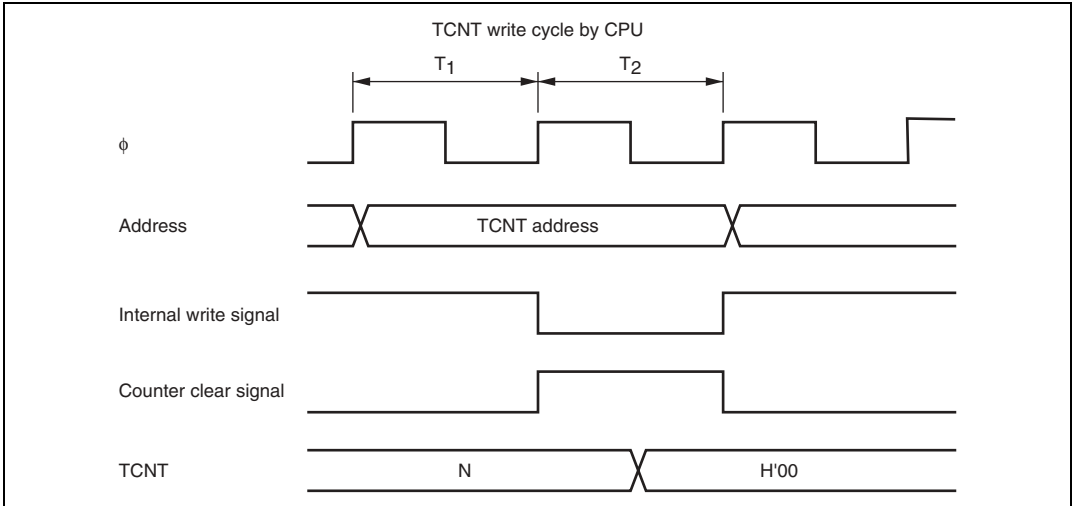 TCNT write cycle by CPU
T1 T2
ϕ
Address TCNT address
Internal write signal
Counter clear signal
TCNT N H'00